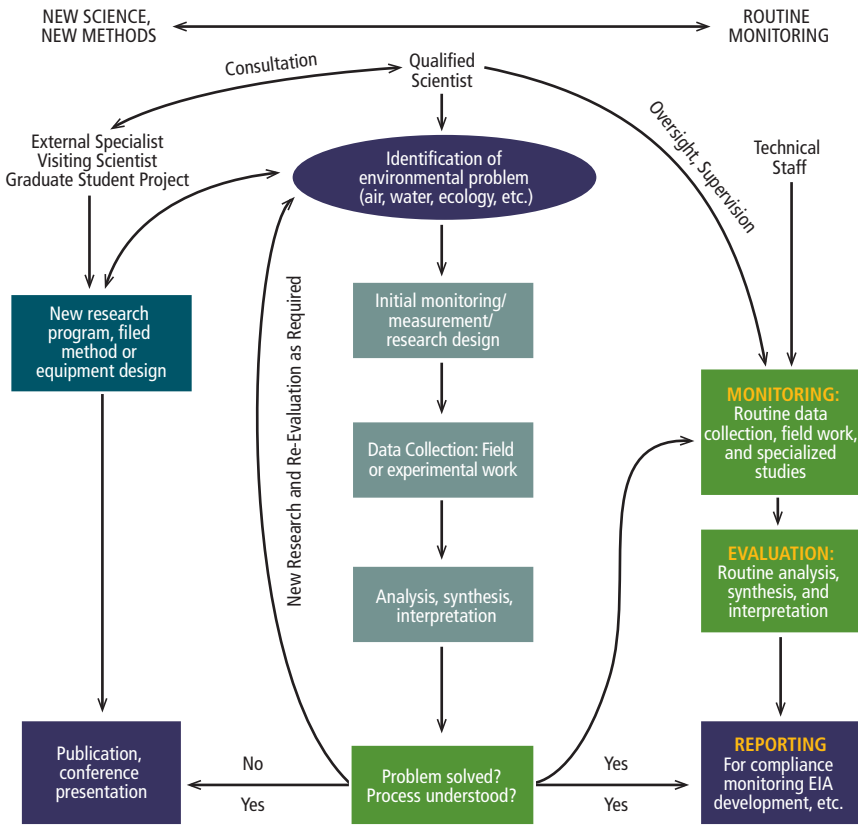 NEW SCIENCE,
NEW METHODS
ROUTINE
MONITORING
Consultation
Qualified
Scientist
Oversight, Supervision
External Specialist
Visiting Scientist
Graduate Student Project
Identification of
environmental problem
(air, water, ecology, etc.)
Technical
Staff
New research
program, filed
method or
equipment design
New Research and Re-Evaluation as Required
Initial monitoring/
measurement/
research design
MONITORING:
Routine data
collection, field work,
and specialized
studies
Data Collection: Field
or experimental work
EVALUATION:
Routine analysis,
synthesis, and
interpretation
Analysis, synthesis,
interpretation
Publication,
conference
presentation
No
Yes
Problem solved?
Process understood?
Yes
Yes
REPORTING
For compliance
monitoring EIA
development, etc.